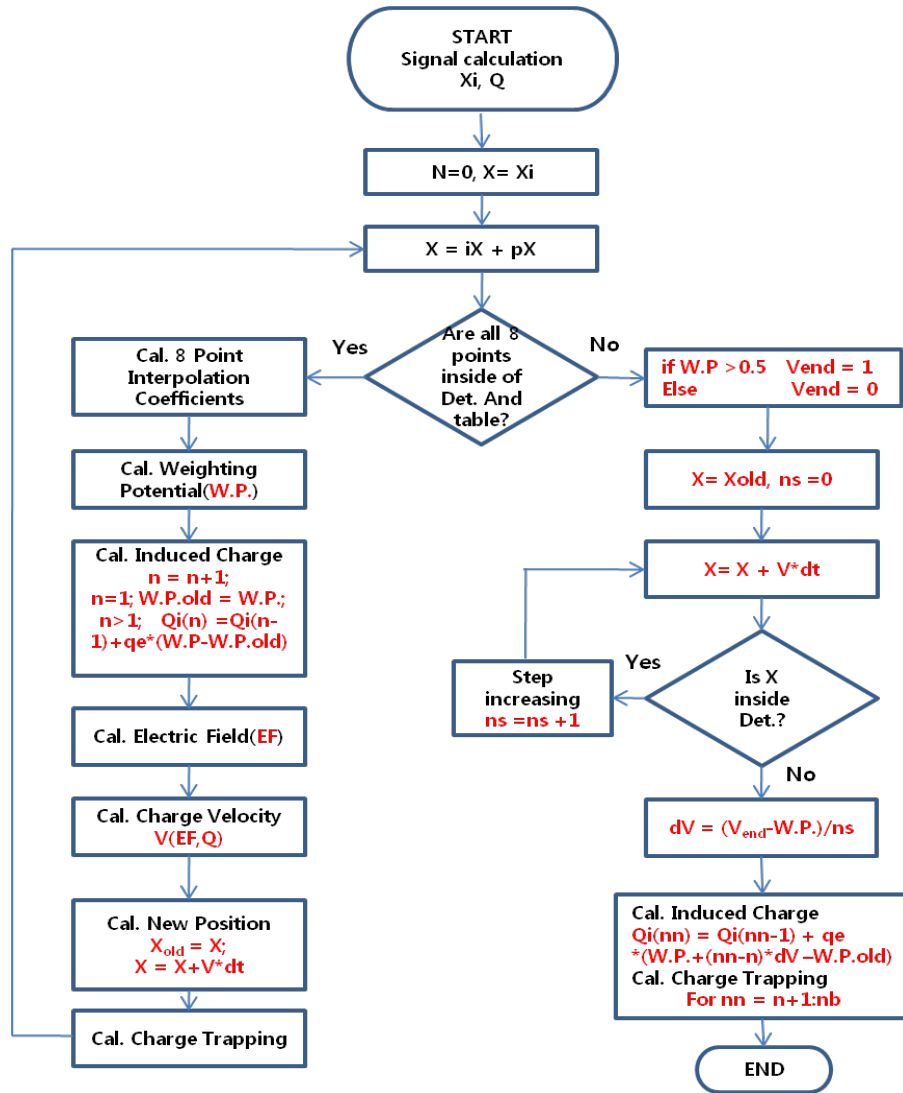 START
Signal calculation
Xi, Q
N=0, X= Xi
X = iX + pX
Are all 8
points
inside of
Det. And
table?
Yes
No
Cal. 8 Point
Interpolation
Coefficients
Cal. Weighting
Potential(W.P.)
Cal. Induced Charge
n = n+1;
n=1; W.P.old = W.P.;
n>1; Qi(n) =Qi(n-
1)+qe*(W.P-W.P.old)
Cal. Electric Field(EF)
Cal. Charge Velocity
V(EF,Q)
Cal. New Position
Xold = X;
X = X+V*dt
Cal. Charge Trapping
if W.P >0.5 Vend = 1
Else Vend = 0
X= Xold, ns =0
X= X + V*dt
Is X
inside
Det.?
Yes
Step
increasing
ns =ns +1
No
dV = (Vend-W.P.)/ns
Cal. Induced Charge
Qi(nn) = Qi(nn-1) + qe
*(W.P.+(nn-n)*dV–W.P.old)
Cal. Charge Trapping
For nn = n+1:nb
END